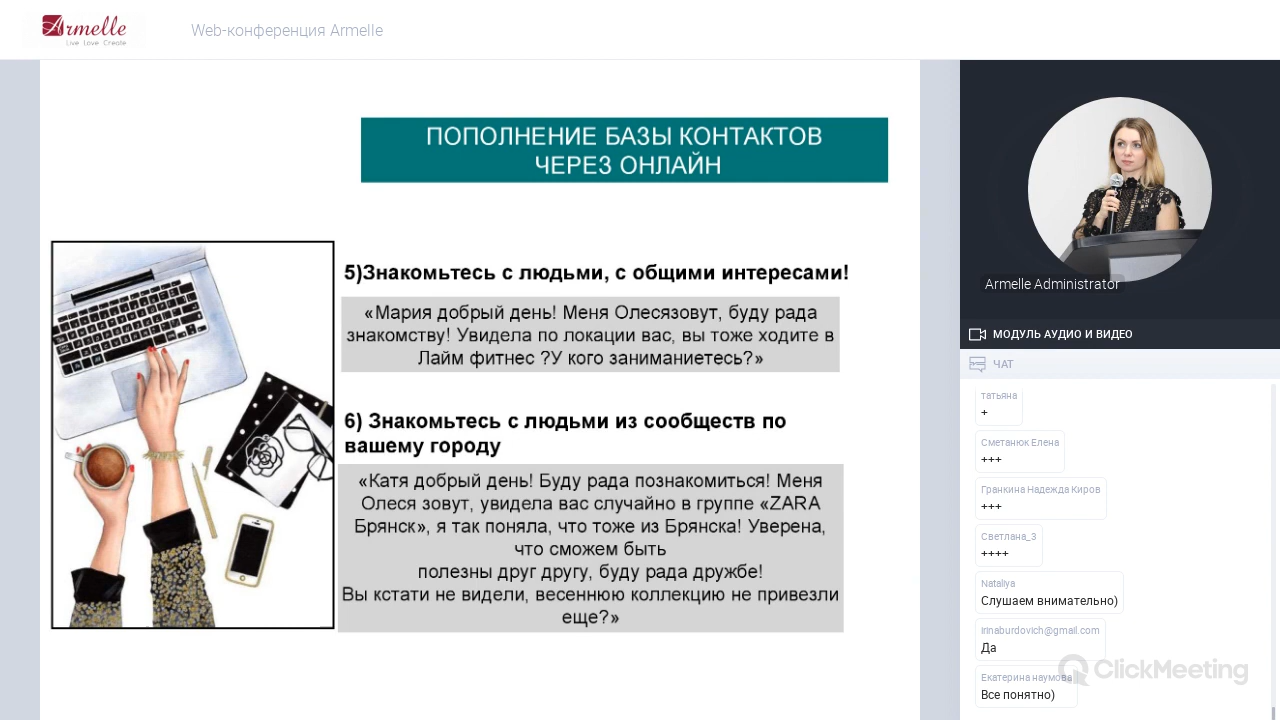 Armelle
Live Love Create
Web-конференция Armelle
ПОПОЛНЕНИЕ БАЗЫ КОНТАКТОВ
ЧЕРЕЗ ОНЛАЙН
5)Знакомьтесь с людьми, с общими интересами!
«Мария добрый день! Меня Олесязовут, буду рада
знакомству! Увидела по локации вас, вы тоже ходите в
Лайм фитнес ?У кого заниманиетесь?»
6) Знакомьтесь с людьми из сообществ по
вашему городу
«Катя добрый день! Буду рада познакомиться! Меня
Олеся зовут, увидела вас случайно в группе «ZARA
Брянск», я так поняла, что тоже из Брянска! Уверена,
что сможем быть
полезны друг другу, буду рада дружбе!
Вы кстати не видели, весеннюю коллекцию не привезли
еще?»
Armelle Administrator
МОДУЛЬ АУДИО И ВИДЕО
ЧАТ
татьяна
+
Сметанюк Елена
+++
Гранкина Надежда Киров
+++
Светлана_3
++++
Nataliya
Слушаем внимательно)
irinaburdovich@gmail.com
Да
Екатерина наумова
Все понятно)
ClickMeeting